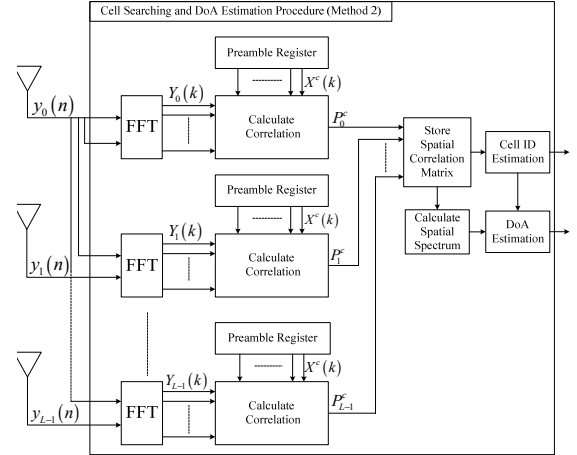 Cell Searching and DoA Estimation Procedure (Method 2)
Preamble Register
X^c(k)
y_0(n)
Y_0(k)
FFT
Calculate
Correlation
P_0^c
Store
Spatial
Correlation
Matrix
Cell ID
Estimation
Preamble Register
X^c(k)
y_1(n)
Y_1(k)
FFT
Calculate
Correlation
P_1^c
Calculate
Spatial
Spectrum
DoA
Estimation
Preamble Register
X^c(k)
y_{L-1}(n)
Y_{L-1}(k)
FFT
Calculate
Correlation
P_{L-1}^c